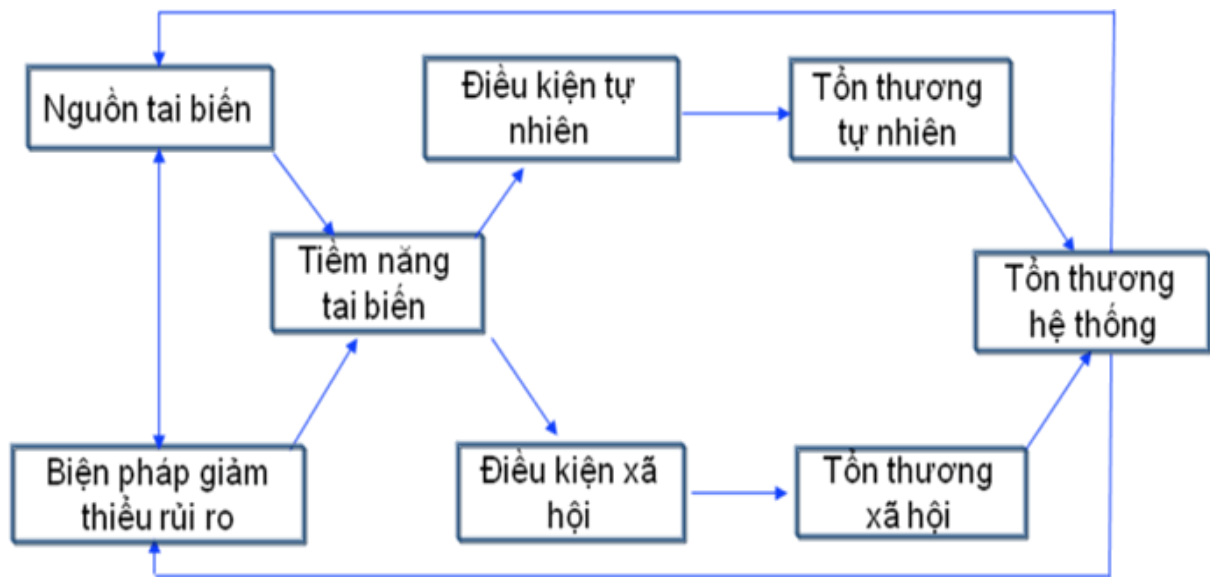 Nguồn tai biến
Điều kiện tự
nhiên
Tổn thương
tự nhiên
Tiềm năng
tai biến
Tổn thương
hệ thống
Biện pháp giảm
thiểu rủi ro
Điều kiện xã
hội
Tổn thương
xã hội